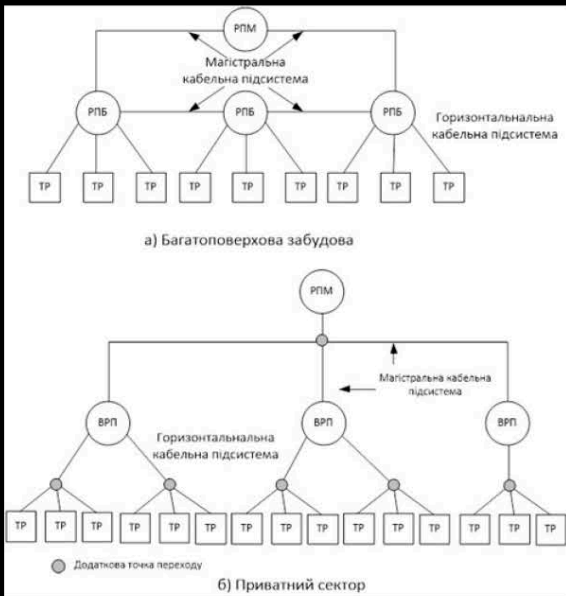 РПМ
Магістральна
кабельна підсистема
РПБ РПБ РПБ
Горизонтальнальна
кабельна підсистема
ТР ТР ТР ТР ТР ТР ТР ТР ТР
а) Багатоповерхова забудова
РПМ
Магістральна кабельна
підсистема
ВРП ВРП ВРП
Горизонтальнальна
кабельна підсистема
ТР ТР ТР ТР ТР ТР ТР ТР ТР ТР ТР ТР ТР ТР ТР
Додаткова точка переходу
б) Приватний сектор